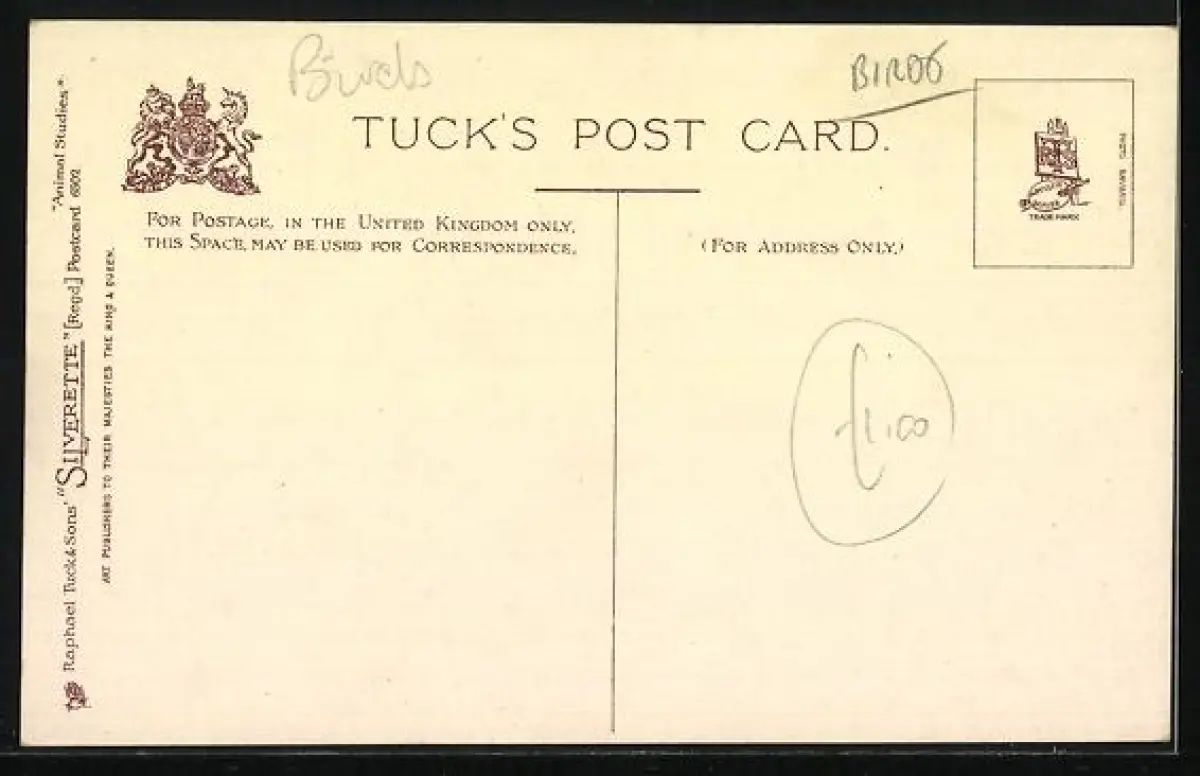 Birds
BIRDS
TUCK'S POST CARD.
FOR POSTAGE, IN THE UNITED KINGDOM ONLY,
THIS SPACE, MAY BE USED FOR CORRESPONDENCE.
(FOR ADDRESS ONLY.)
TRADE MARK
£1.00
Raphael Tuck & Sons' "SILVERETTE" [Regd.] Postcard 6502 "Animal Studies."
ART PUBLISHERS TO THEIR MAJESTIES THE KING & QUEEN.